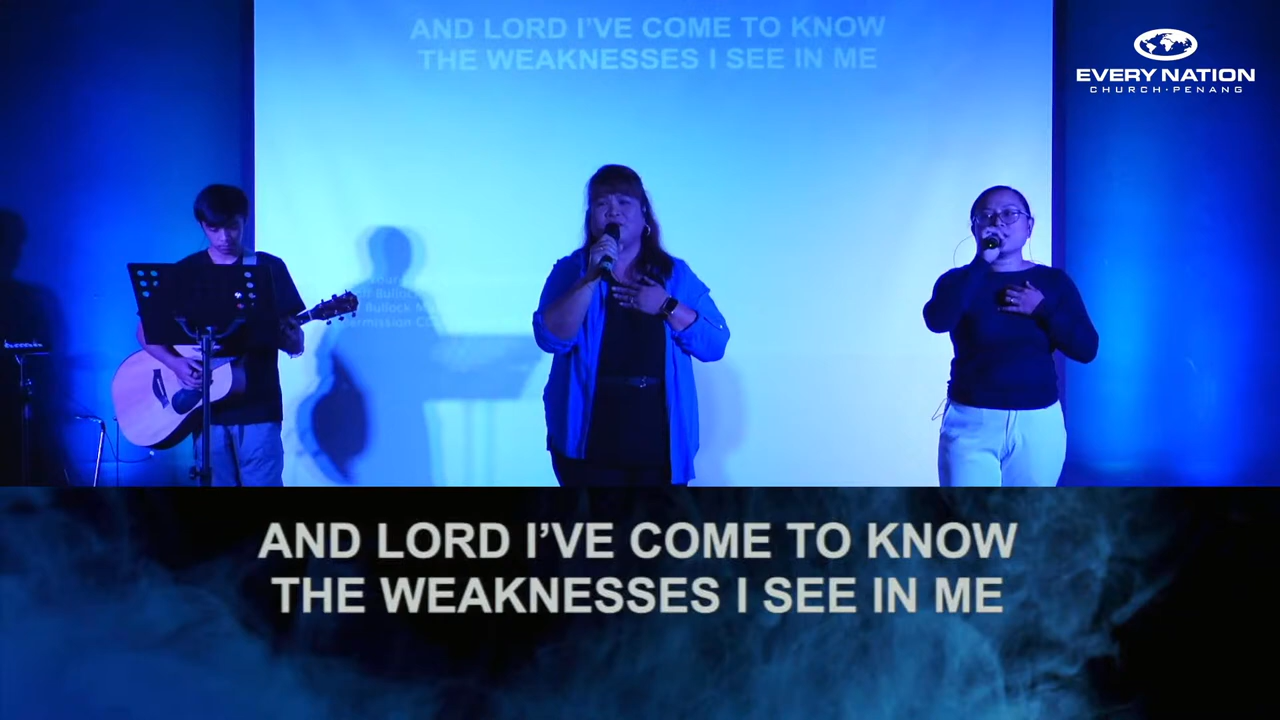 AND LORD I'VE COME TO KNOW
THE WEAKNESSES I SEE IN ME
EVERY NATION
CHURCH · PENANG
AND LORD I'VE COME TO KNOW
THE WEAKNESSES I SEE IN ME